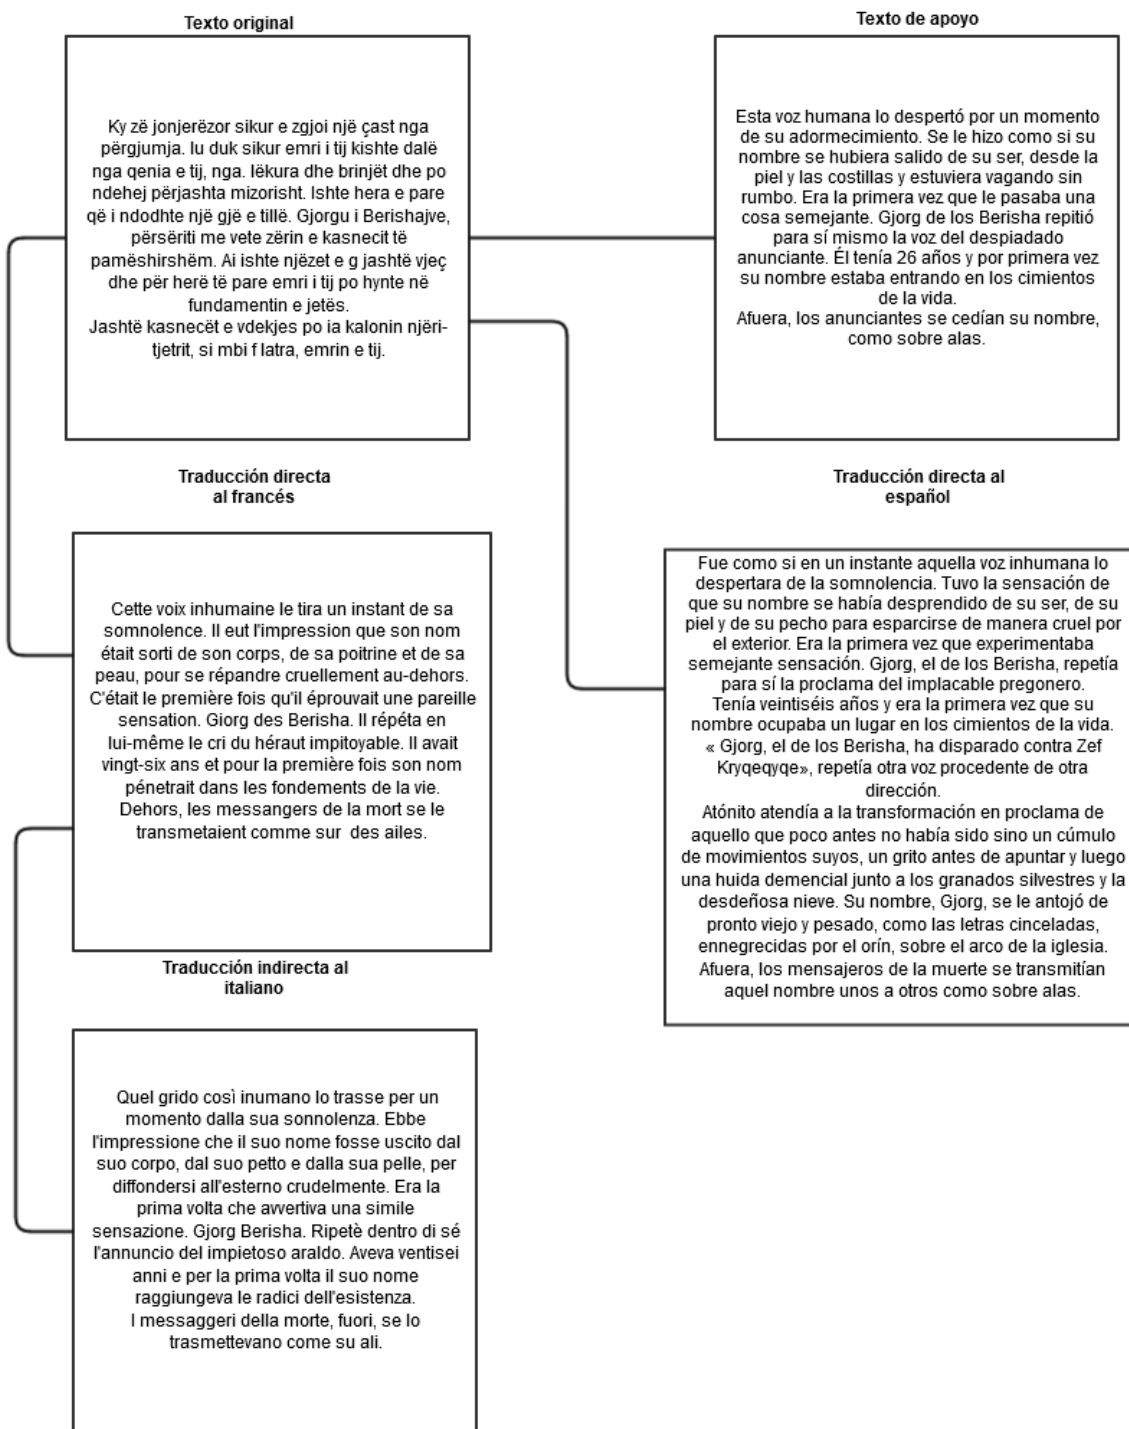 Texto original
Ky zë jonjerëzor sikur e zgjoi një çast nga
përgjumja. Iu duk sikur emri i tij kishte dalë
nga qenia e tij, nga. lëkura dhe brinjët dhe po
ndehej përjashta mizorisht. Ishte hera e pare
që i ndodhte një gjë e tillë. Gjorgu i Berishajve,
përsëriti me vete zërin e kasnecit të
pamëshirshëm. Ai ishte njëzet e g jashtë vjeç
dhe për herë të pare emri i tij po hynte në
fundamentin e jetës.
Jashtë kasnecët e vdekjes po ia kalonin njëri-
tjetrit, si mbi f latra, emrin e tij.
Texto de apoyo
Esta voz humana lo despertó por un momento
de su adormecimiento. Se le hizo como si su
nombre se hubiera salido de su ser, desde la
piel y las costillas y estuviera vagando sin
rumbo. Era la primera vez que le pasaba una
cosa semejante. Gjorg de los Berisha repitió
para sí mismo la voz del despiadado
anunciante. Él tenía 26 años y por primera vez
su nombre estaba entrando en los cimientos
de la vida.
Afuera, los anunciantes se cedían su nombre,
como sobre alas.
Traducción directa
al francés
Cette voix inhumaine le tira un instant de sa
somnolence. Il eut l'impression que son nom
était sorti de son corps, de sa poitrine et de sa
peau, pour se répandre cruellement au-dehors.
C'était le première fois qu'il éprouvait une pareille
sensation. Giorg des Berisha. Il répéta en
lui-même le cri du héraut impitoyable. Il avait
vingt-six ans et pour la première fois son nom
pénetrait dans les fondements de la vie.
Dehors, les messangers de la mort se le
transmetaient comme sur des ailes.
Traducción directa al
español
Fue como si en un instante aquella voz inhumana lo
despertara de la somnolencia. Tuvo la sensación de
que su nombre se había desprendido de su ser, de su
piel y de su pecho para esparcirse de manera cruel por
el exterior. Era la primera vez que experimentaba
semejante sensación. Gjorg, el de los Berisha, repetía
para sí la proclama del implacable pregonero.
Tenía veintiséis años y era la primera vez que su
nombre ocupaba un lugar en los cimientos de la vida.
« Gjorg, el de los Berisha, ha disparado contra Zef
Kryqeqyqe», repetía otra voz procedente de otra
dirección.
Atónito atendía a la transformación en proclama de
aquello que poco antes no había sido sino un cúmulo
de movimientos suyos, un grito antes de apuntar y luego
una huida demencial junto a los granados silvestres y la
desdeñosa nieve. Su nombre, Gjorg, se le antojó de
pronto viejo y pesado, como las letras cinceladas,
ennegrecidas por el orín, sobre el arco de la iglesia.
Afuera, los mensajeros de la muerte se transmitían
aquel nombre unos a otros como sobre alas.
Traducción indirecta al
italiano
Quel grido così inumano lo trasse per un
momento dalla sua sonnolenza. Ebbe
l'impressione che il suo nome fosse uscito dal
suo corpo, dal suo petto e dalla sua pelle, per
diffondersi all'esterno crudelmente. Era la
prima volta che avvertiva una simile
sensazione. Gjorg Berisha. Ripetè dentro di sé
l'annuncio del impietoso araldo. Aveva ventisei
anni e per la prima volta il suo nome
raggiungeva le radici dell'esistenza.
I messaggeri della morte, fuori, se lo
trasmettevano come su ali.